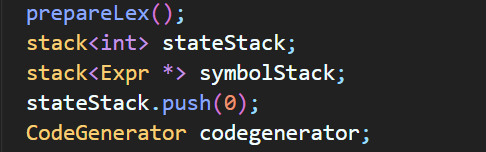 prepareLex();
stack<int> stateStack;
stack<Expr *> symbolStack;
stateStack.push(0);
CodeGenerator codegenerator;